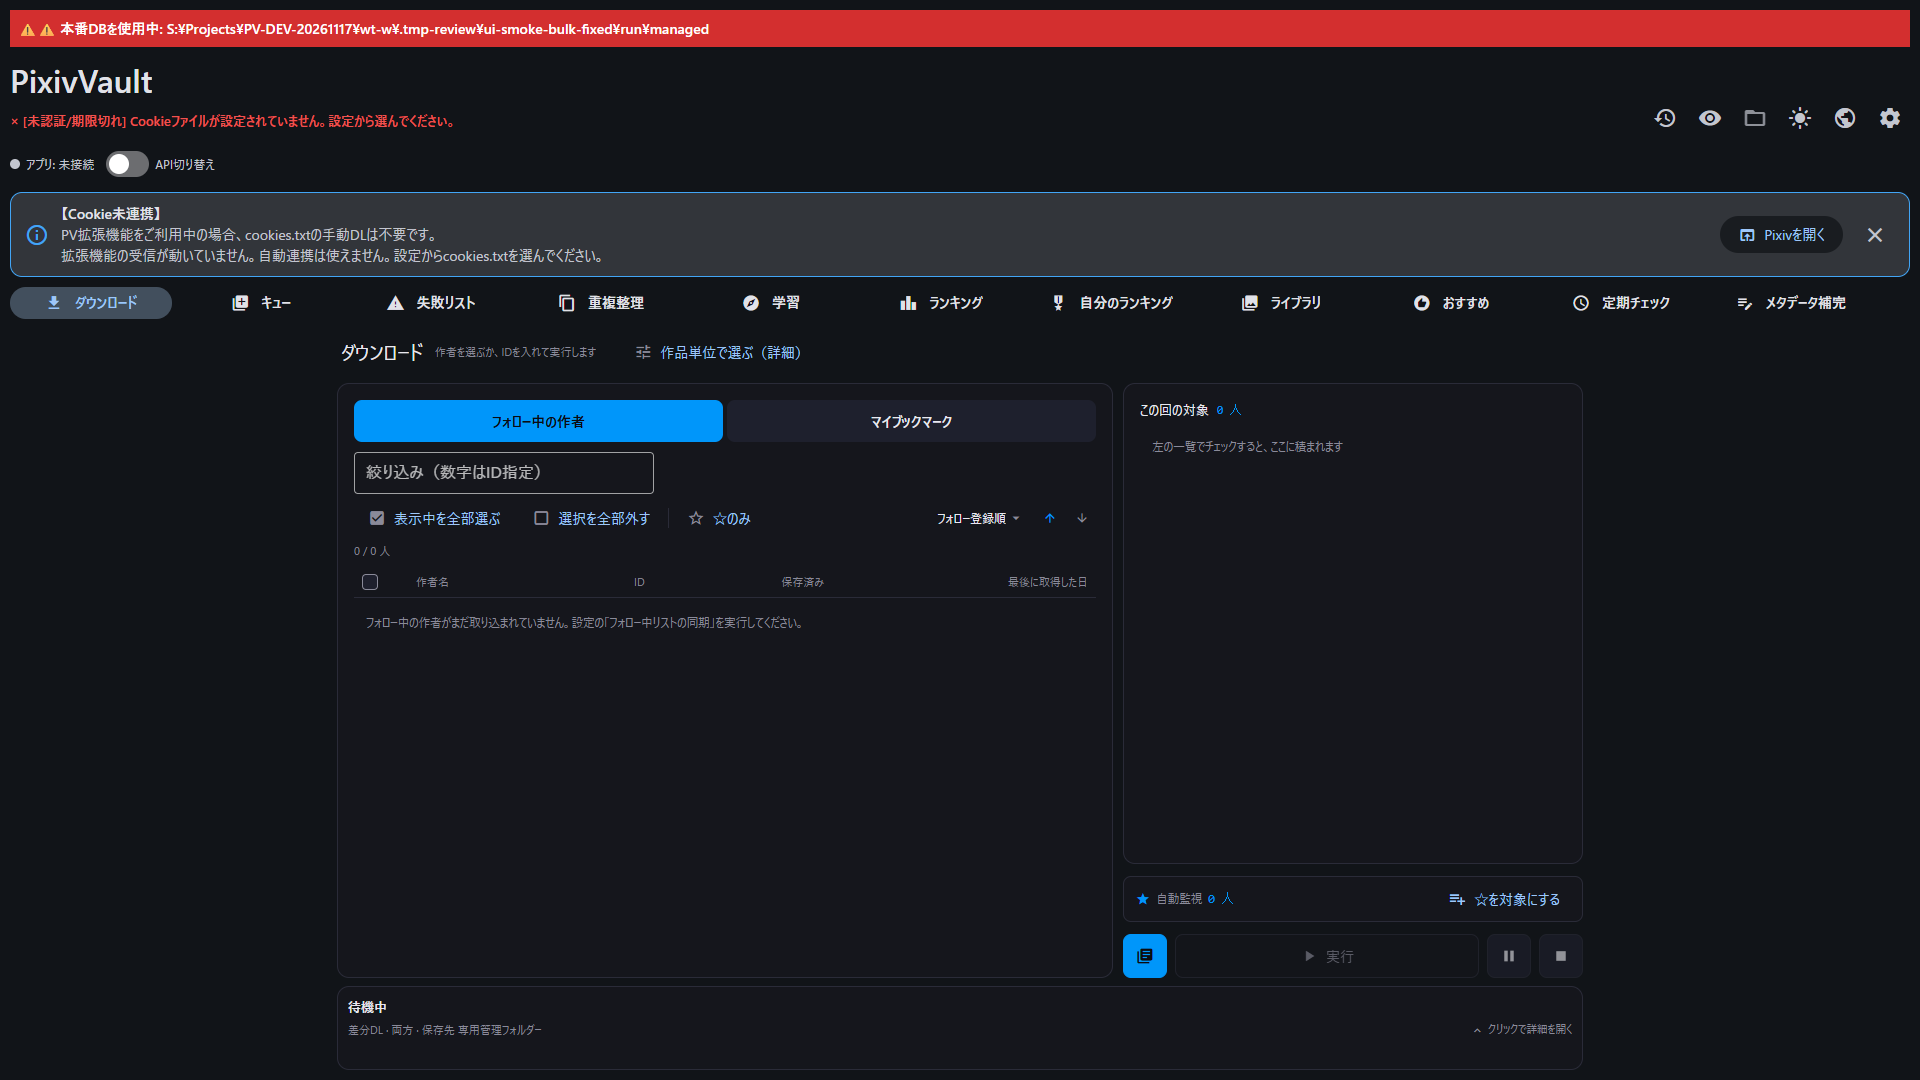 本番DBを使用中: S:¥Projects¥PV-DEV-20261117¥wt-w¥.tmp-review¥ui-smoke-bulk-fixed¥run¥managed
PixivVault
× [未認証/期限切れ] Cookieファイルが設定されていません。設定から選んでください。
アプリ: 未接続 API切り替え
【Cookie未連携】
PV拡張機能をご利用中の場合、cookies.txtの手動DLは不要です。
拡張機能の受信が動いていません。自動連携は使えません。設定からcookies.txtを選んでください。
Pixivを開く
ダウンロード キュー 失敗リスト 重複整理 学習 ランキング 自分のランキング ライブラリ おすすめ 定期チェック メタデータ補完
ダウンロード 作者を選ぶか、IDを入れて実行します 作品単位で選ぶ（詳細）
フォロー中の作者 マイブックマーク
絞り込み（数字はID指定）
表示中を全部選ぶ 選択を全部外す ☆のみ フォロー登録順
0 / 0 人
作者名 ID 保存済み 最後に取得した日
フォロー中の作者がまだ取り込まれていません。設定の「フォロー中リストの同期」を実行してください。
この回の対象 0 人
左の一覧でチェックすると、ここに積まれます
自動監視 0 人 ☆を対象にする
実行
待機中
差分DL · 両方 · 保存先 専用管理フォルダー
クリックで詳細を開く